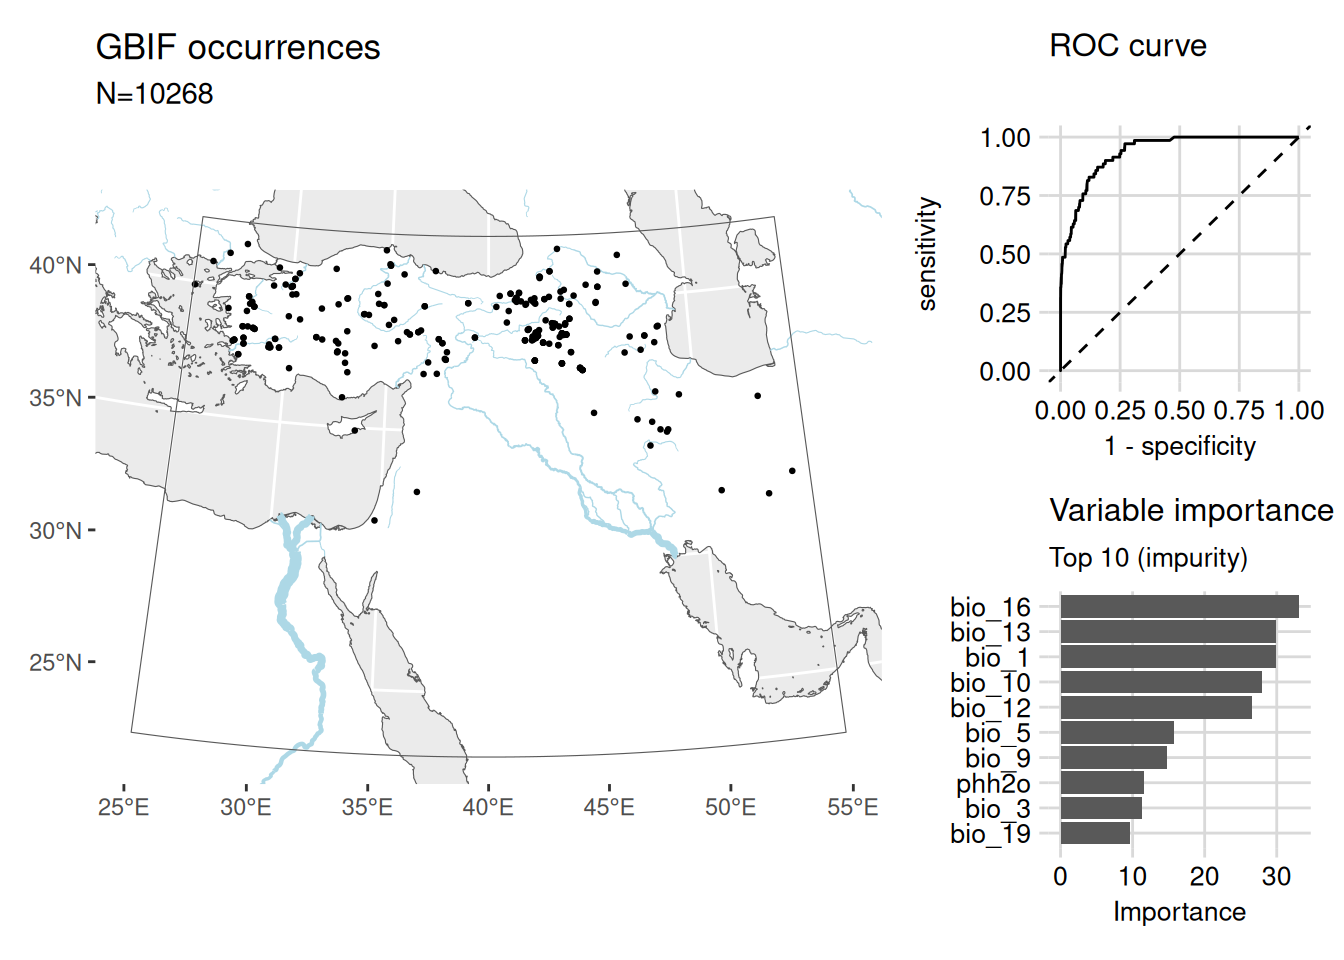 GBIF occurrences
N=10268
40°N
35°N
30°N
25°N
25°E 30°E 35°E 40°E 45°E 50°E 55°E
ROC curve
sensitivity
1.00
0.75
0.50
0.25
0.00
0.00 0.25 0.50 0.75 1.00
1 - specificity
Variable importance
Top 10 (impurity)
bio_16
bio_13
bio_1
bio_10
bio_12
bio_5
bio_9
phh2o
bio_3
bio_19
0 10 20 30
Importance